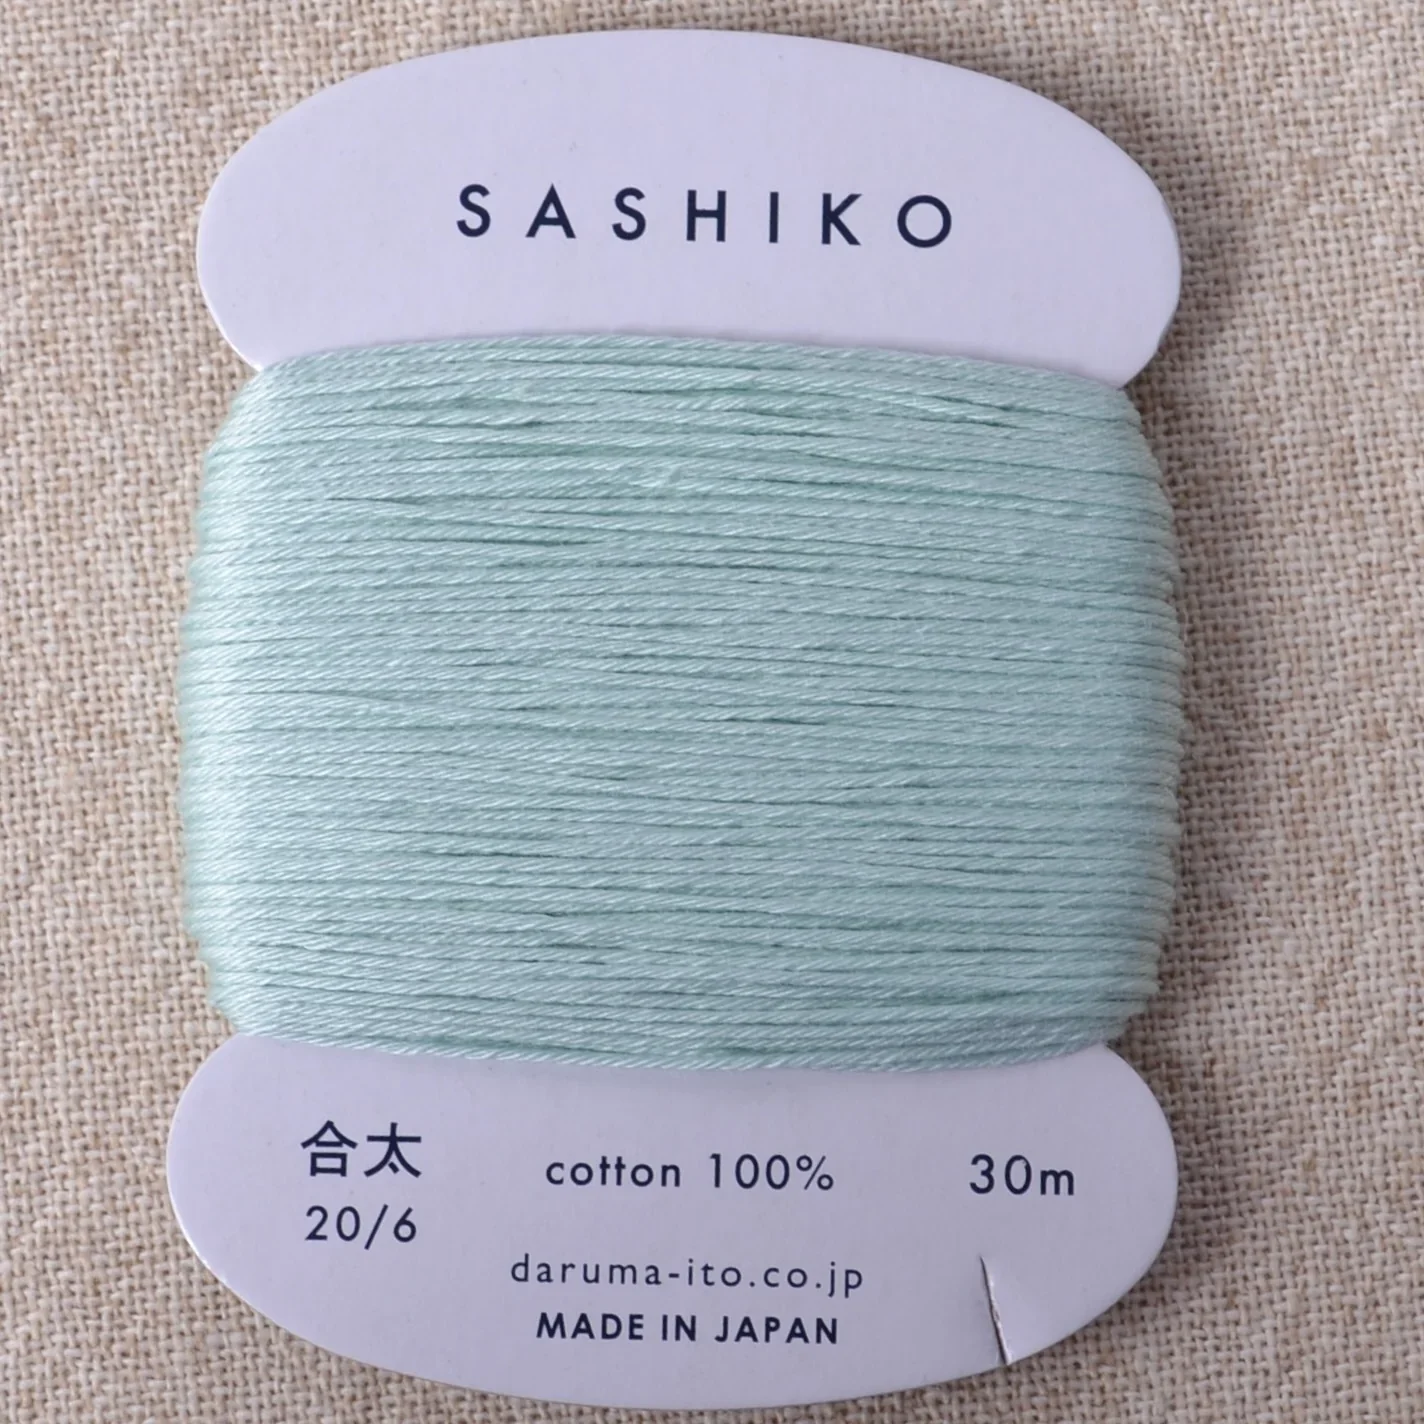 SASHIKO
合太
20/6
cotton 100%
30m
daruma-ito.co.jp
MADE IN JAPAN